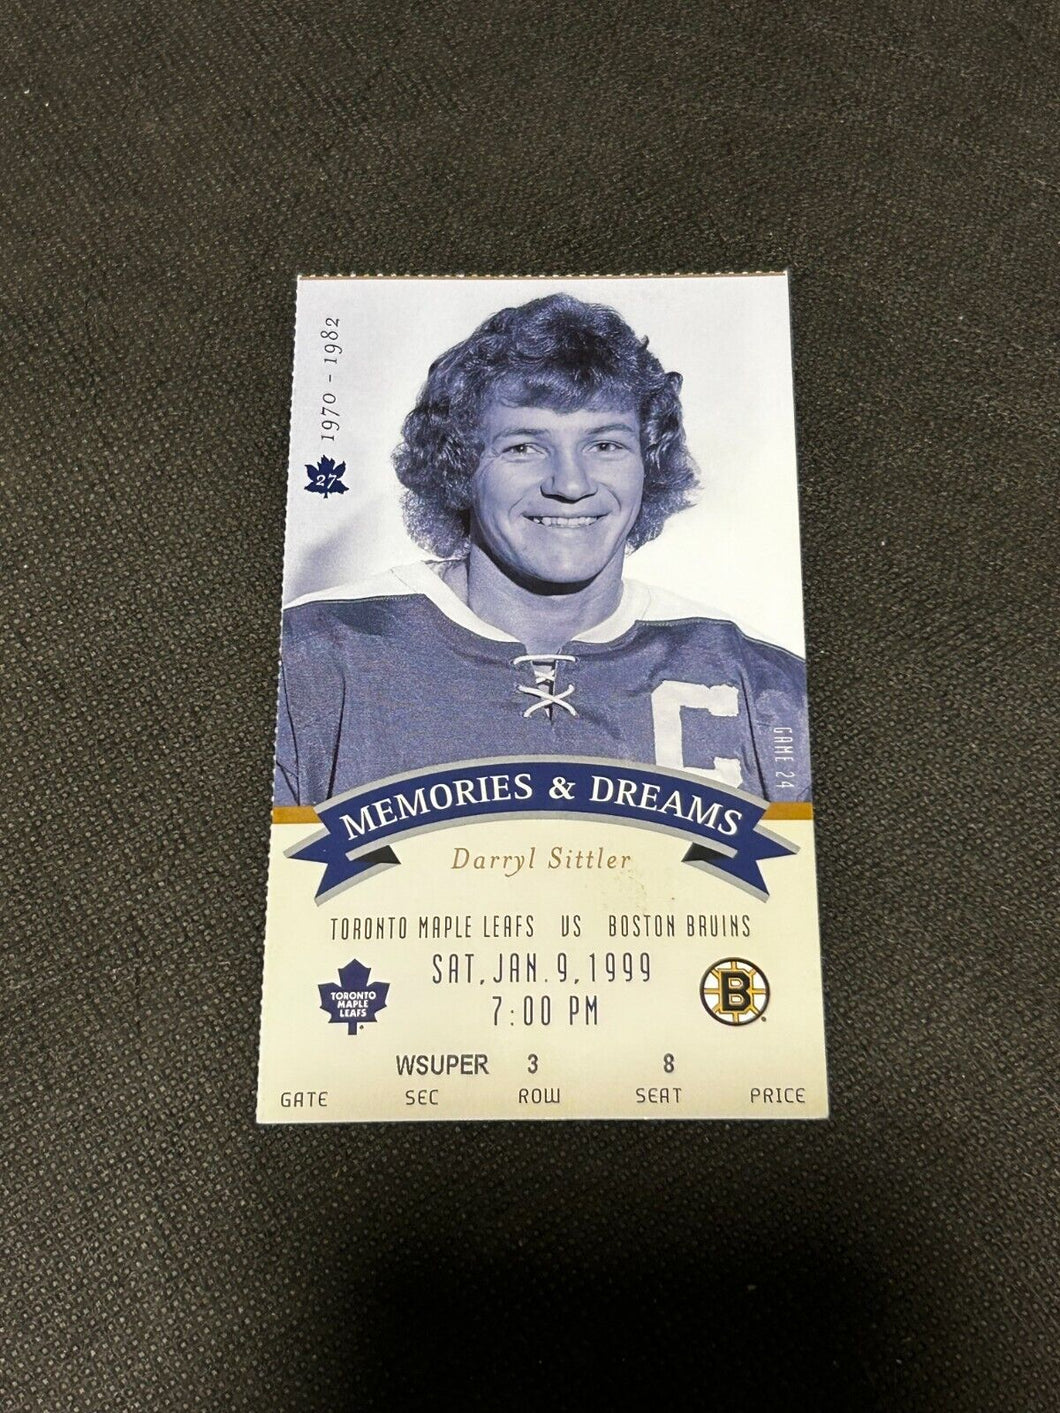 1970 - 1982
27
GAME 24
MEMORIES & DREAMS
Darryl Sittler
TORONTO MAPLE LEAFS VS BOSTON BRUINS
SAT, JAN. 9, 1999
7:00 PM
TORONTO
MAPLE
LEAFS
B
WSUPER 3 8
GATE SEC ROW SEAT PRICE